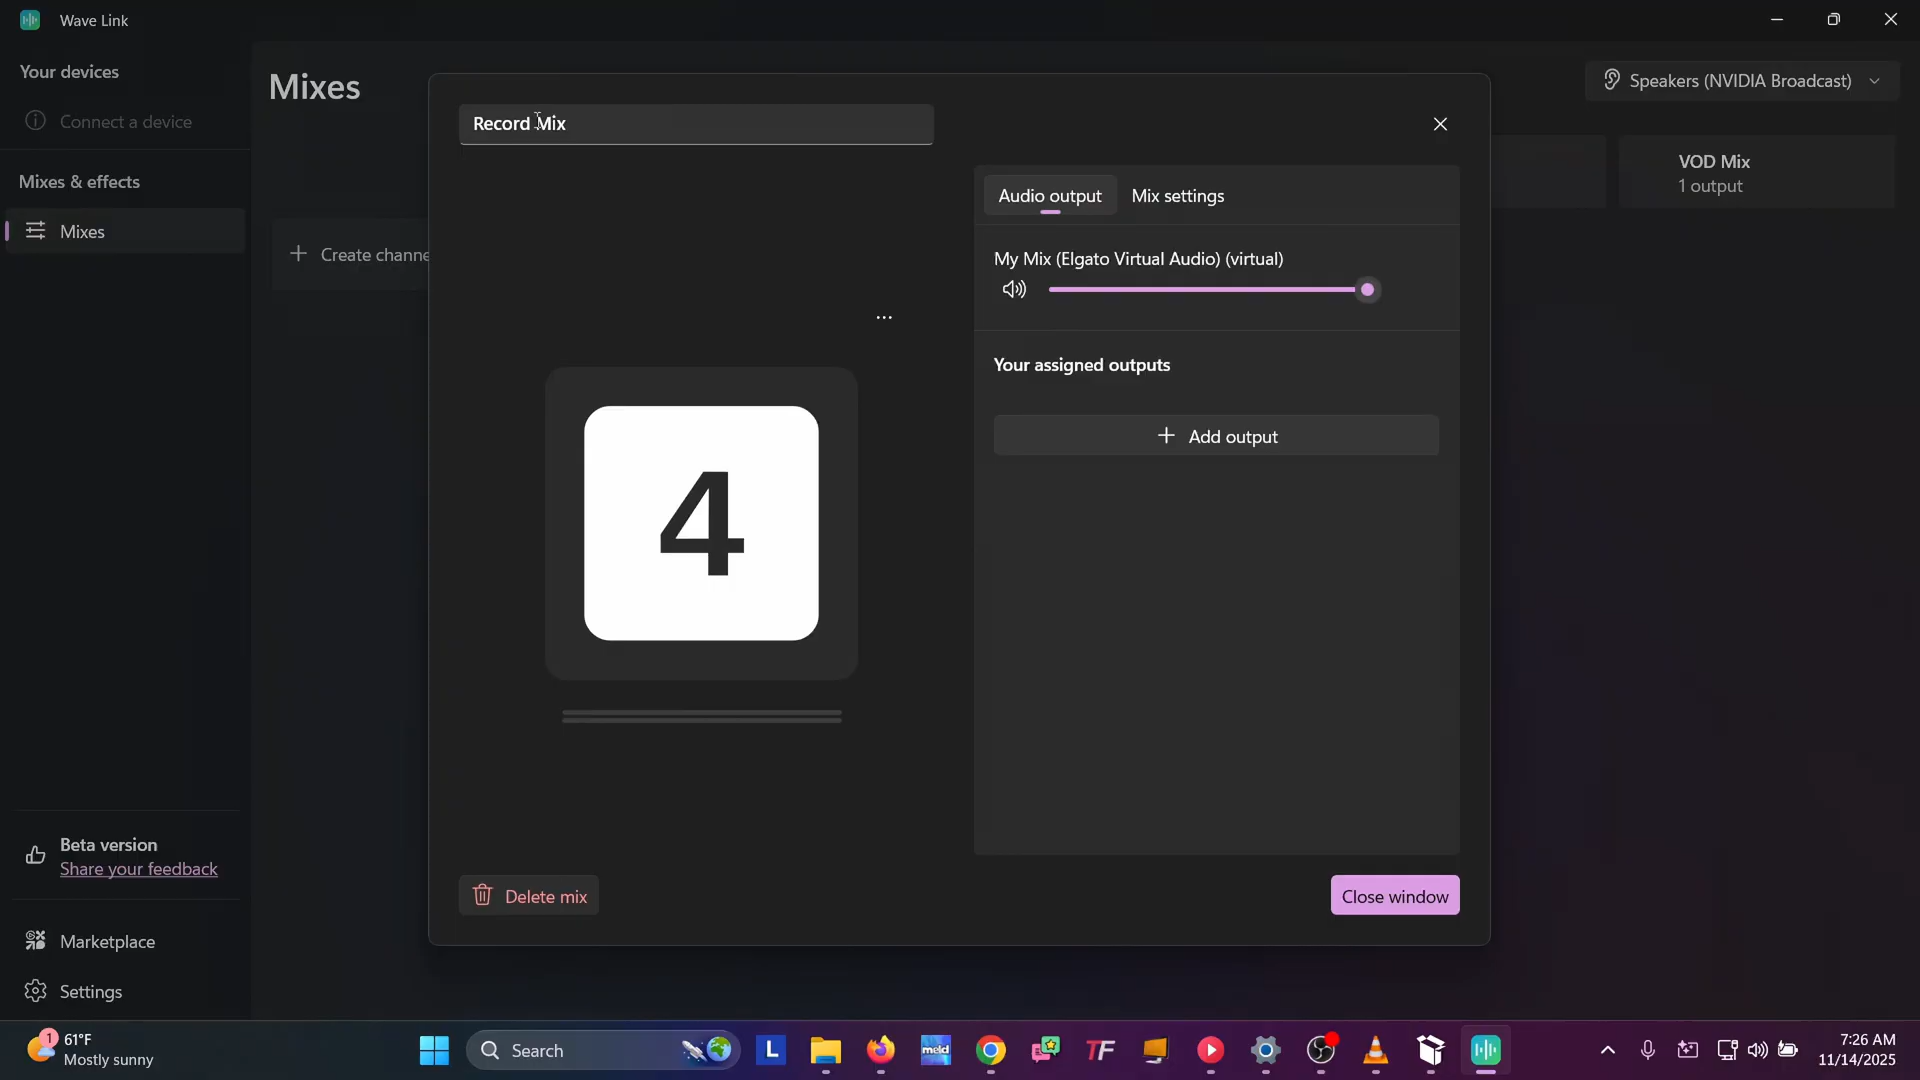 Wave Link
Your devices
Connect a device
Mixes & effects
Mixes
Beta version
Share your feedback
Marketplace
Settings
Mixes
Create channe
Speakers (NVIDIA Broadcast)
VOD Mix
1 output
Record Mix
4
Delete mix
Audio output
Mix settings
My Mix (Elgato Virtual Audio) (virtual)
Your assigned outputs
Add output
Close window
1
61°F
Mostly sunny
Search
L
meld
TF
7:26 AM
11/14/2025